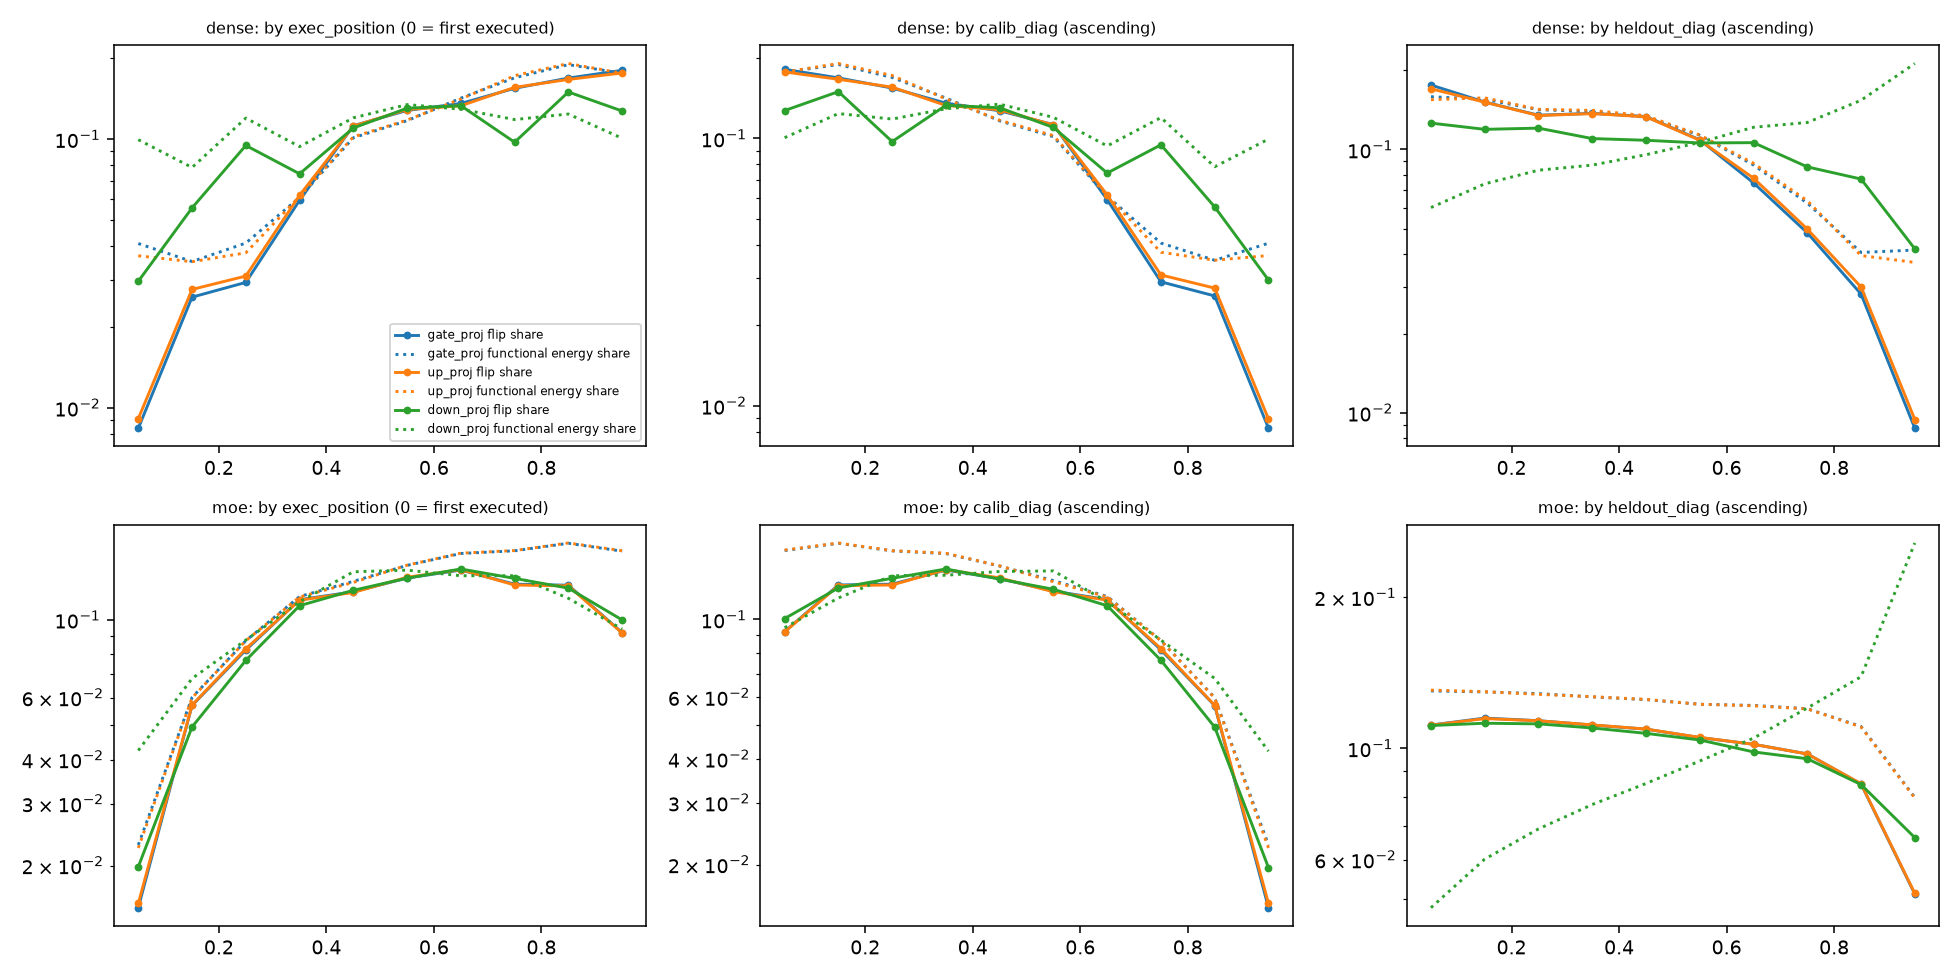 dense: by exec_position (0 = first executed)
10⁻¹
10⁻²
0.2 0.4 0.6 0.8
gate_proj flip share
gate_proj functional energy share
up_proj flip share
up_proj functional energy share
down_proj flip share
down_proj functional energy share
dense: by calib_diag (ascending)
10⁻¹
10⁻²
0.2 0.4 0.6 0.8
dense: by heldout_diag (ascending)
10⁻¹
10⁻²
0.2 0.4 0.6 0.8
moe: by exec_position (0 = first executed)
10⁻¹
6 × 10⁻²
4 × 10⁻²
3 × 10⁻²
2 × 10⁻²
0.2 0.4 0.6 0.8
moe: by calib_diag (ascending)
10⁻¹
6 × 10⁻²
4 × 10⁻²
3 × 10⁻²
2 × 10⁻²
0.2 0.4 0.6 0.8
moe: by heldout_diag (ascending)
2 × 10⁻¹
10⁻¹
6 × 10⁻²
0.2 0.4 0.6 0.8